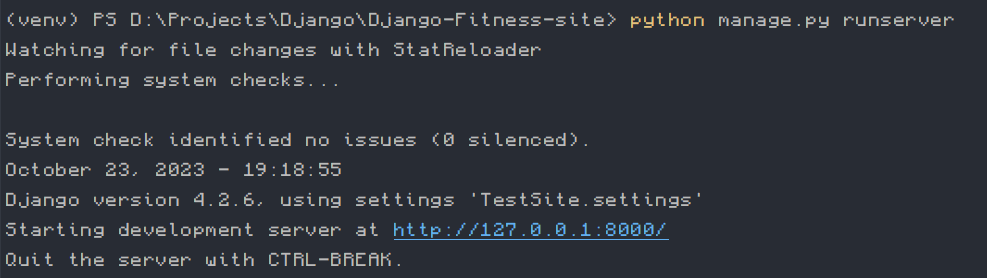 (venv) PS D:\Projects\Django\Django-Fitness-site> python manage.py runserver
Watching for file changes with StatReloader
Performing system checks...
System check identified no issues (0 silenced).
October 23, 2023 - 19:18:55
Django version 4.2.6, using settings 'TestSite.settings'
Starting development server at http://127.0.0.1:8000/
Quit the server with CTRL-BREAK.